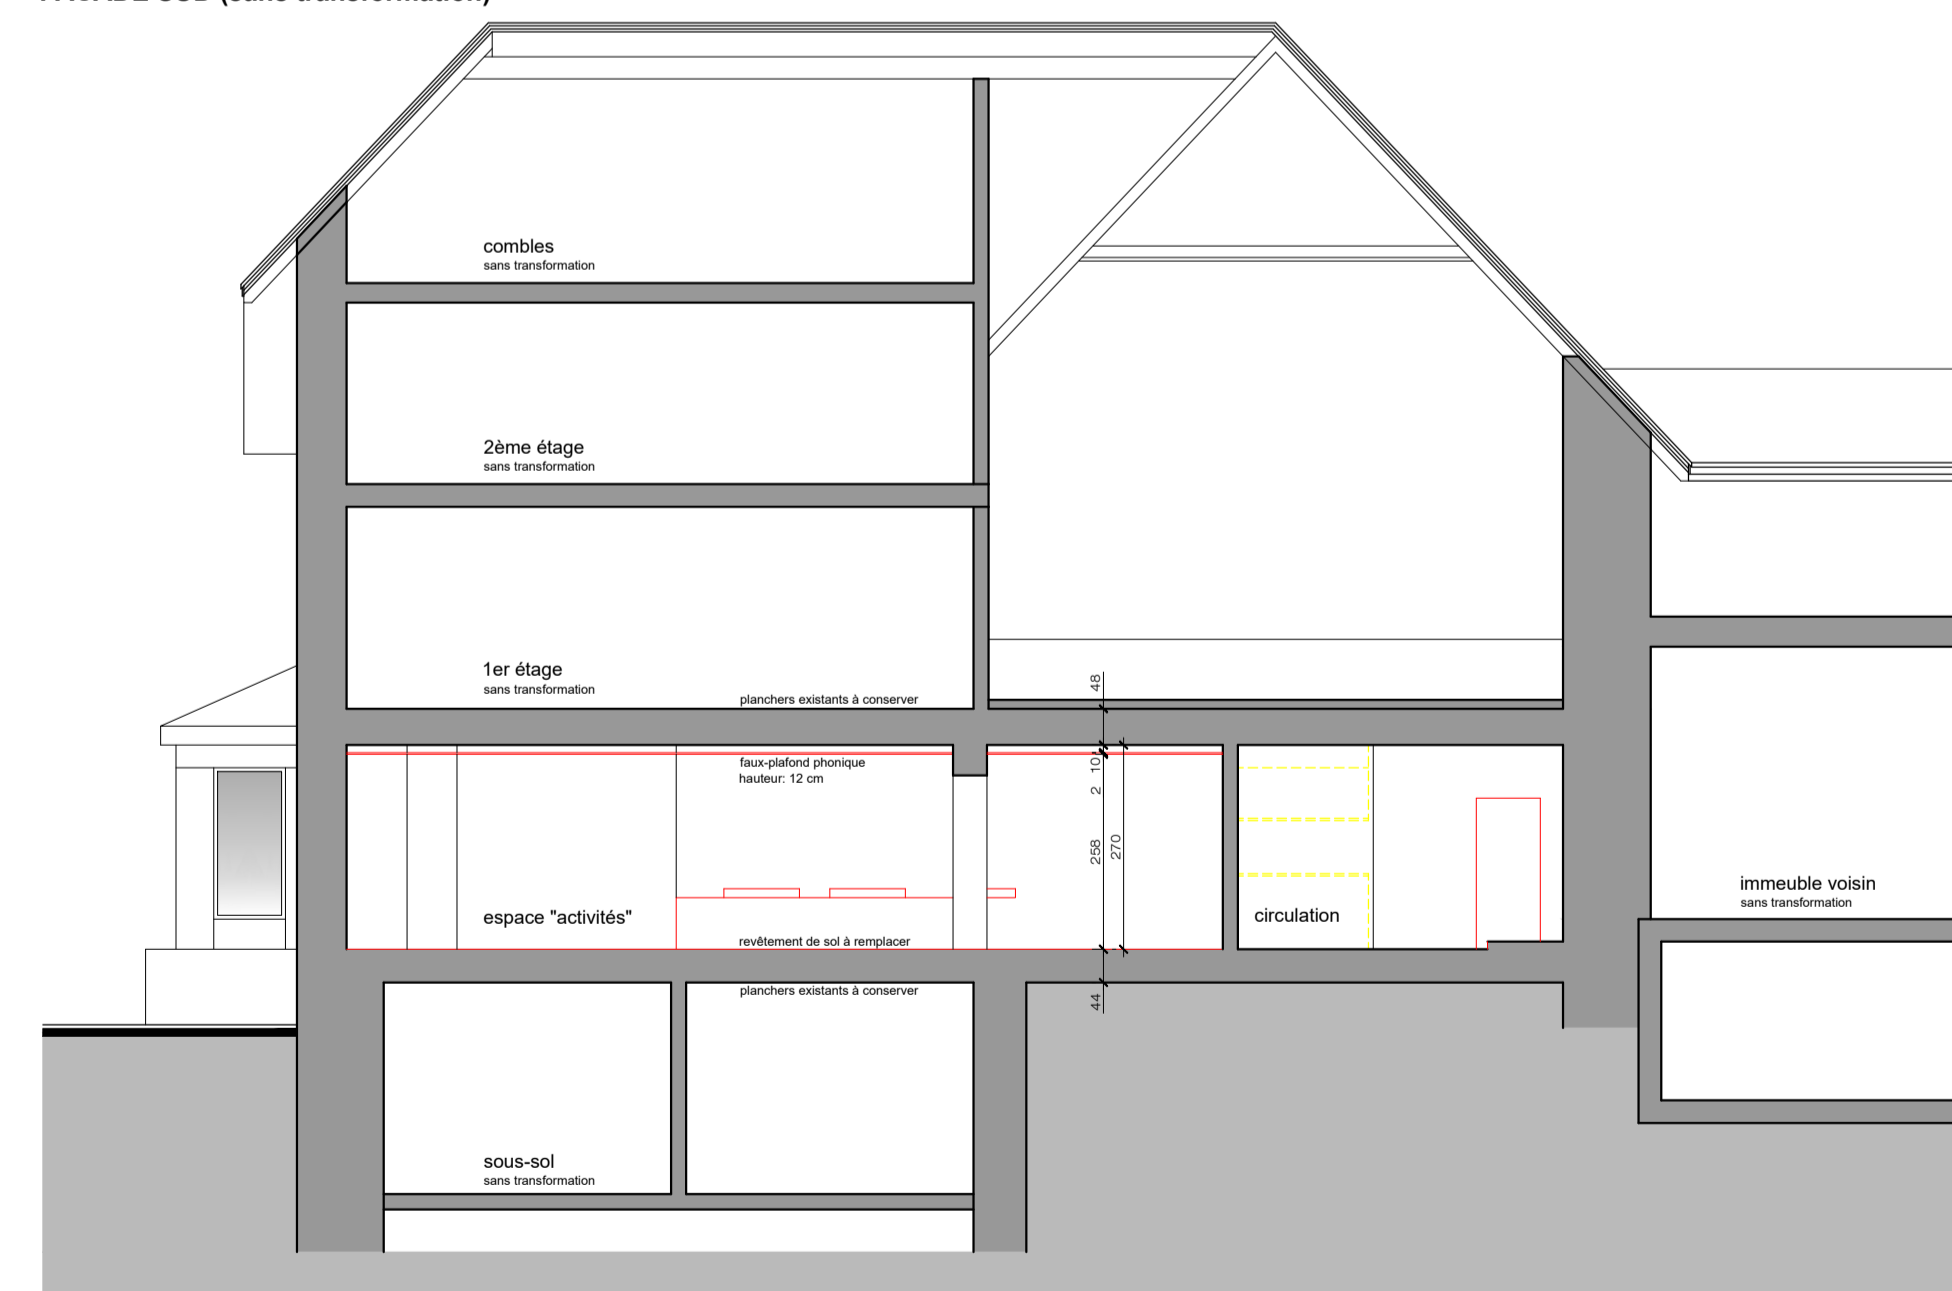 combles
sans transformation
2ème étage
sans transformation
1er étage
sans transformation
planchers existants à conserver
48
faux-plafond phonique
hauteur: 12 cm
10
2
258
270
espace "activités"
circulation
immeuble voisin
sans transformation
revêtement de sol à remplacer
planchers existants à conserver
44
sous-sol
sans transformation